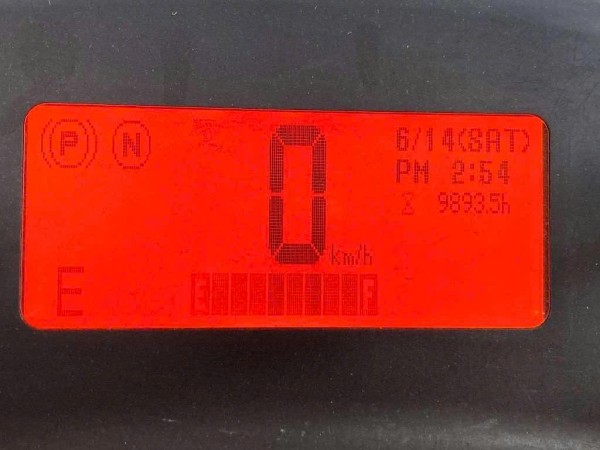 P N 0 6/14(SAT)
PM 2:54
9893.5h
km/h
E E F